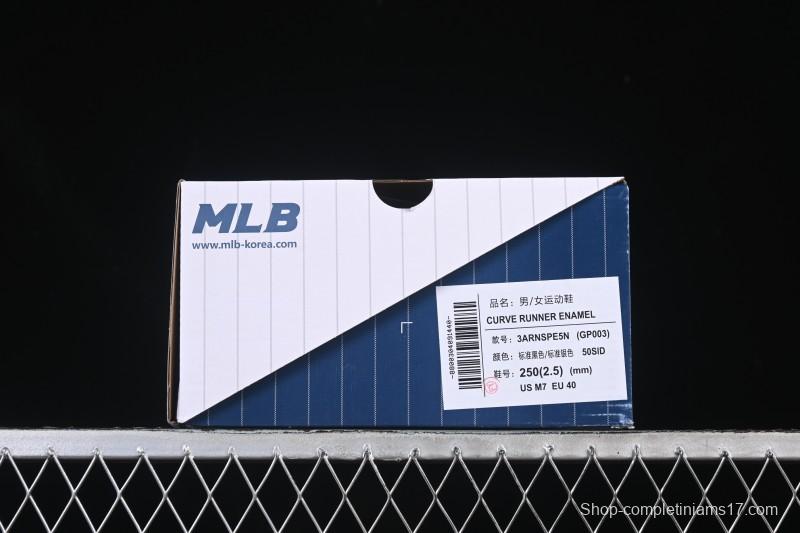 MLB
www.mlb-korea.com
品名：男/女运动鞋
CURVE RUNNER ENAMEL
款号：3ARNSPE5N (GP003)
颜色：标准黑色/标准银色 50SID
鞋号：250(2.5) (mm)
US M7 EU 40
Shop-completinjams17.com